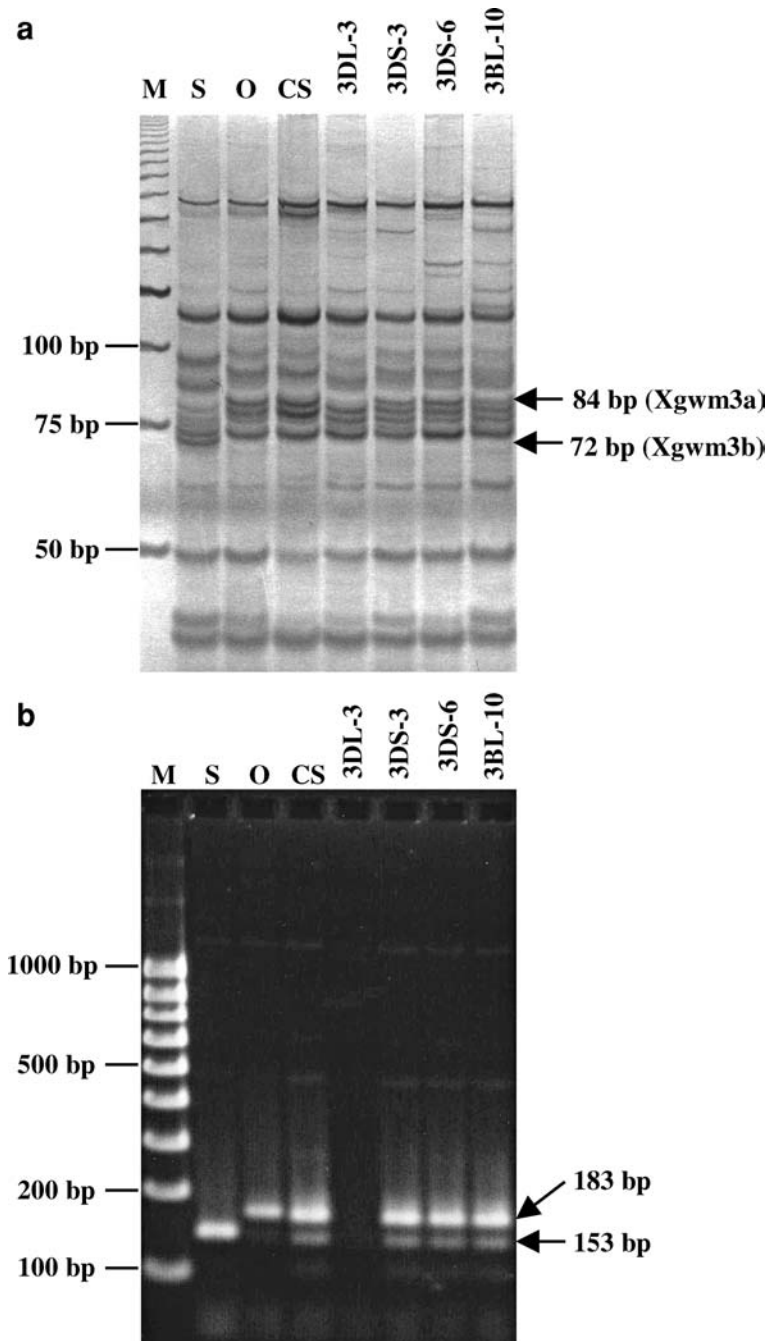 a
M S O CS 3DL-3 3DS-3 3DS-6 3BL-10
100 bp
84 bp (Xgwm3a)
75 bp
72 bp (Xgwm3b)
50 bp
b
M S O CS 3DL-3 3DS-3 3DS-6 3BL-10
1000 bp
500 bp
200 bp
183 bp
153 bp
100 bp